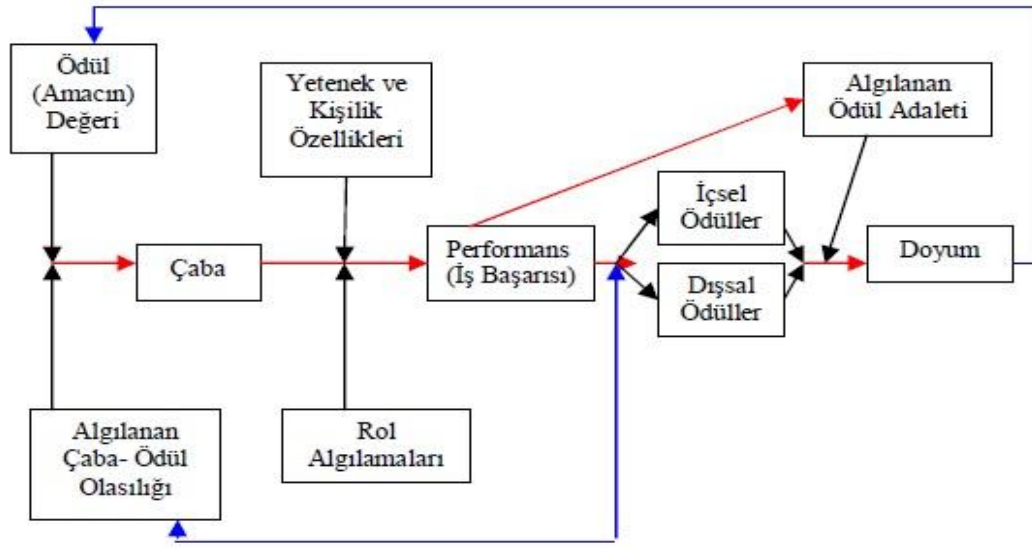 Ödül
(Amacın)
Değeri
Yetenek ve
Kişilik
Özellikleri
Algılanan
Ödül Adaleti
İçsel
Ödüller
Çaba
Performans
(İş Başarısı)
Doyum
Dışsal
Ödüller
Algılanan
Çaba- Ödül
Olasılığı
Rol
Algılamaları